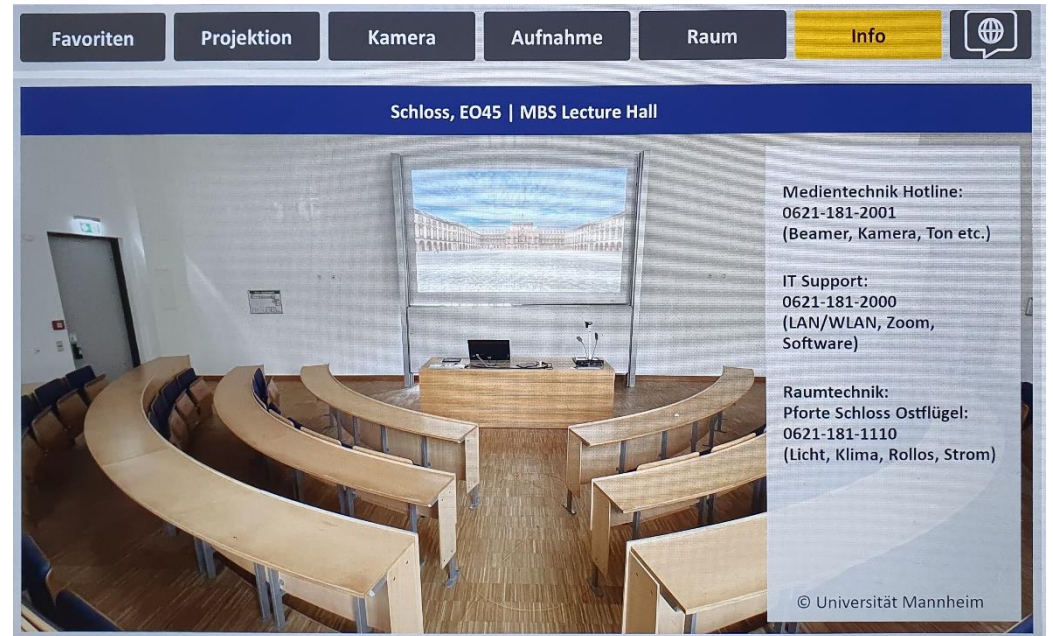 Favoriten
Projektion
Kamera
Aufnahme
Raum
Info
Schloss, EO45 | MBS Lecture Hall
Medientechnik Hotline:
0621-181-2001
(Beamer, Kamera, Ton etc.)
IT Support:
0621-181-2000
(LAN/WLAN, Zoom,
Software)
Raumtechnik:
Pforte Schloss Ostflügel:
0621-181-1110
(Licht, Klima, Rollos, Strom)
© Universität Mannheim